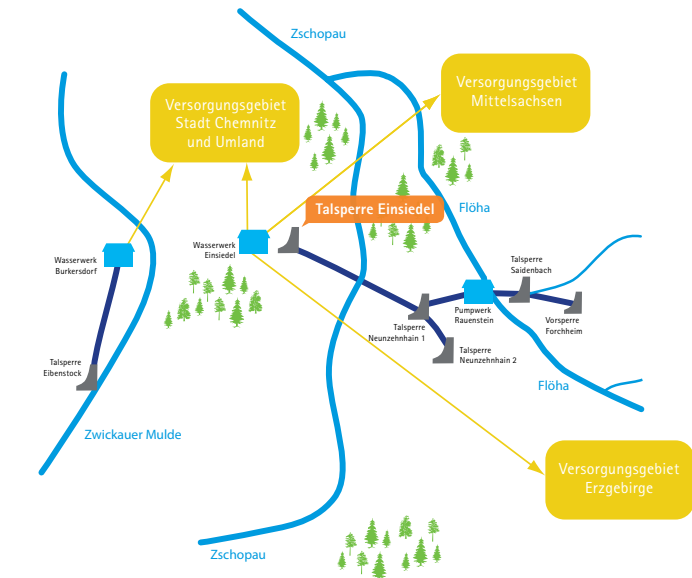 Zschopau
Versorgungsgebiet
Mittelsachsen
Versorgungsgebiet
Stadt Chemnitz
und Umland
Talsperre Einsiedel
Flöha
Wasserwerk
Einsiedel
Wasserwerk
Burkersdorf
Talsperre
Saidenbach
Pumpwerk
Rauenstein
Vorsperre
Forchheim
Talsperre
Neunzehnhain 1
Talsperre
Neunzehnhain 2
Talsperre
Eibenstock
Flöha
Zwickauer Mulde
Versorgungsgebiet
Erzgebirge
Zschopau